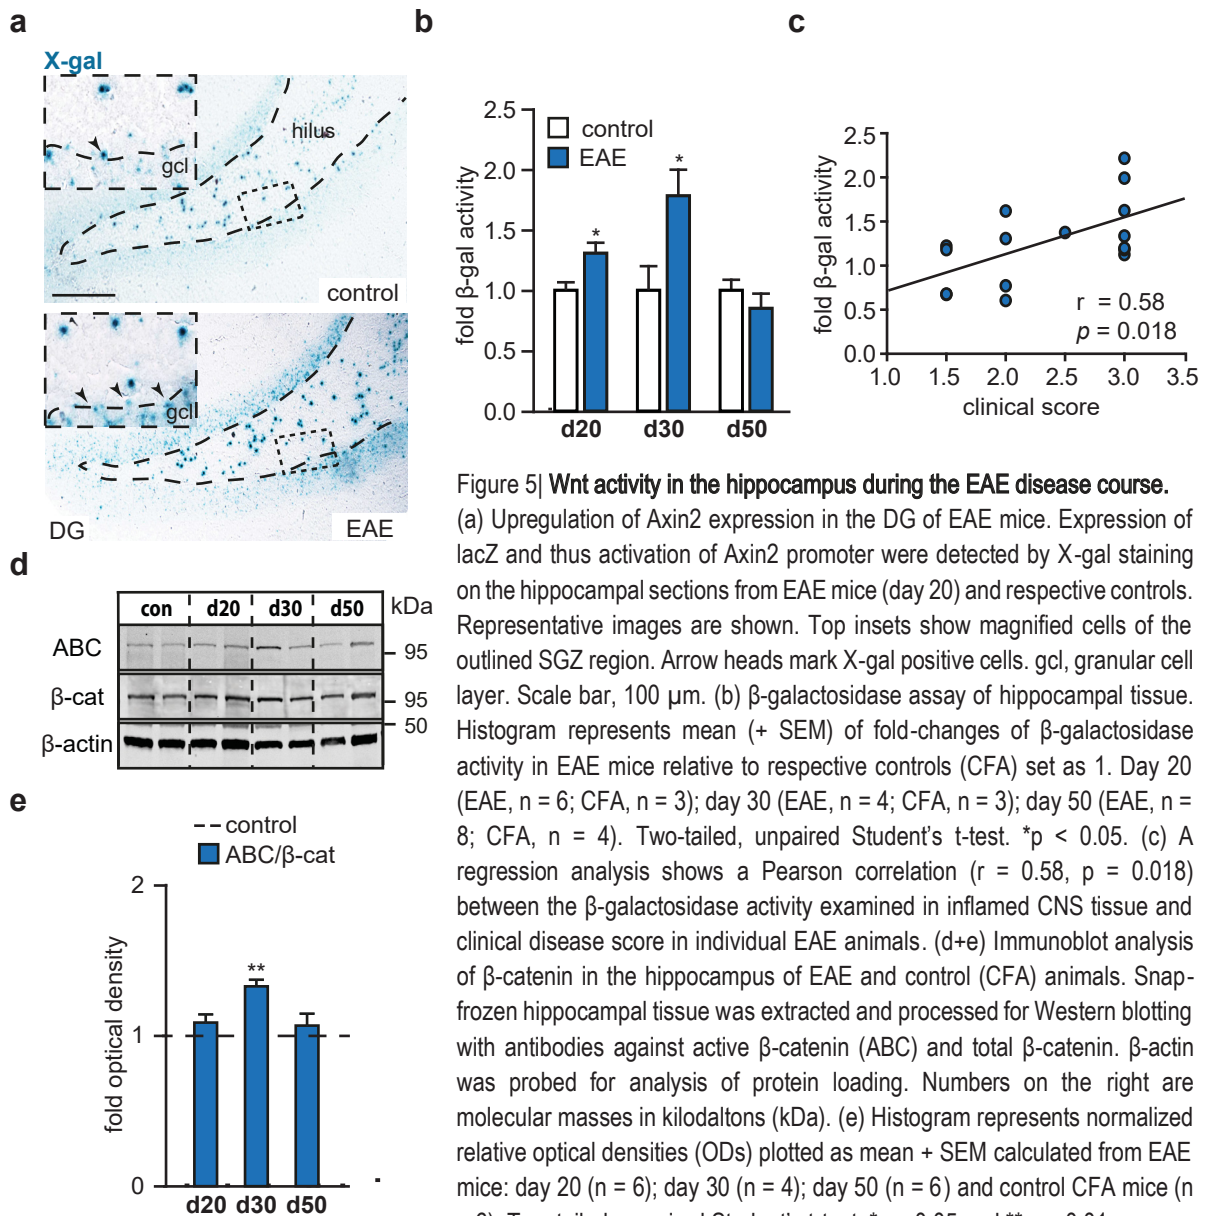 a
X-gal
hilus
gcl
control
gcl
DG
EAE
b
2.5
2.0
1.5
1.0
0.5
0.0
fold β-gal activity
control
EAE
*
*
d20 d30 d50
c
2.5
2.0
1.5
1.0
0.5
0.0
fold β-gal activity
r = 0.58
p = 0.018
1.0 1.5 2.0 2.5 3.0 3.5
clinical score
Figure 5| Wnt activity in the hippocampus during the EAE disease course.
(a) Upregulation of Axin2 expression in the DG of EAE mice. Expression of
lacZ and thus activation of Axin2 promoter were detected by X-gal staining
on the hippocampal sections from EAE mice (day 20) and respective controls.
Representative images are shown. Top insets show magnified cells of the
outlined SGZ region. Arrow heads mark X-gal positive cells. gcl, granular cell
layer. Scale bar, 100 µm. (b) β-galactosidase assay of hippocampal tissue.
Histogram represents mean (+ SEM) of fold-changes of β-galactosidase
activity in EAE mice relative to respective controls (CFA) set as 1. Day 20
(EAE, n = 6; CFA, n = 3); day 30 (EAE, n = 4; CFA, n = 3); day 50 (EAE, n =
8; CFA, n = 4). Two-tailed, unpaired Student's t-test. *p < 0.05. (c) A
regression analysis shows a Pearson correlation (r = 0.58, p = 0.018)
between the β-galactosidase activity examined in inflamed CNS tissue and
clinical disease score in individual EAE animals. (d+e) Immunoblot analysis
of β-catenin in the hippocampus of EAE and control (CFA) animals. Snap-
frozen hippocampal tissue was extracted and processed for Western blotting
with antibodies against active β-catenin (ABC) and total β-catenin. β-actin
was probed for analysis of protein loading. Numbers on the right are
molecular masses in kilodaltons (kDa). (e) Histogram represents normalized
relative optical densities (ODs) plotted as mean + SEM calculated from EAE
mice: day 20 (n = 6); day 30 (n = 4); day 50 (n = 6) and control CFA mice (n
d
con d20 d30 d50 kDa
ABC 95
β-cat 95
50
β-actin
e
control
ABC/β-cat
2
1
0
fold optical density
**
d20 d30 d50